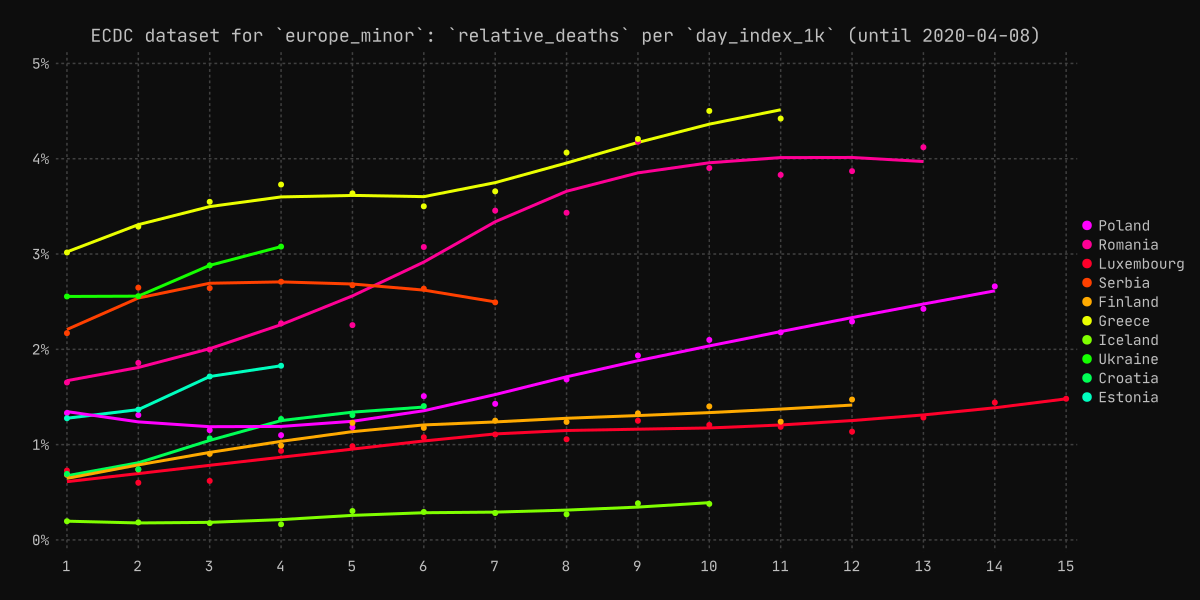 ECDC dataset for `europe_minor`: `relative_deaths` per `day_index_1k` (until 2020-04-08)
5%
4%
3%
2%
1%
0%
1 2 3 4 5 6 7 8 9 10 11 12 13 14 15
Poland
Romania
Luxembourg
Serbia
Finland
Greece
Iceland
Ukraine
Croatia
Estonia